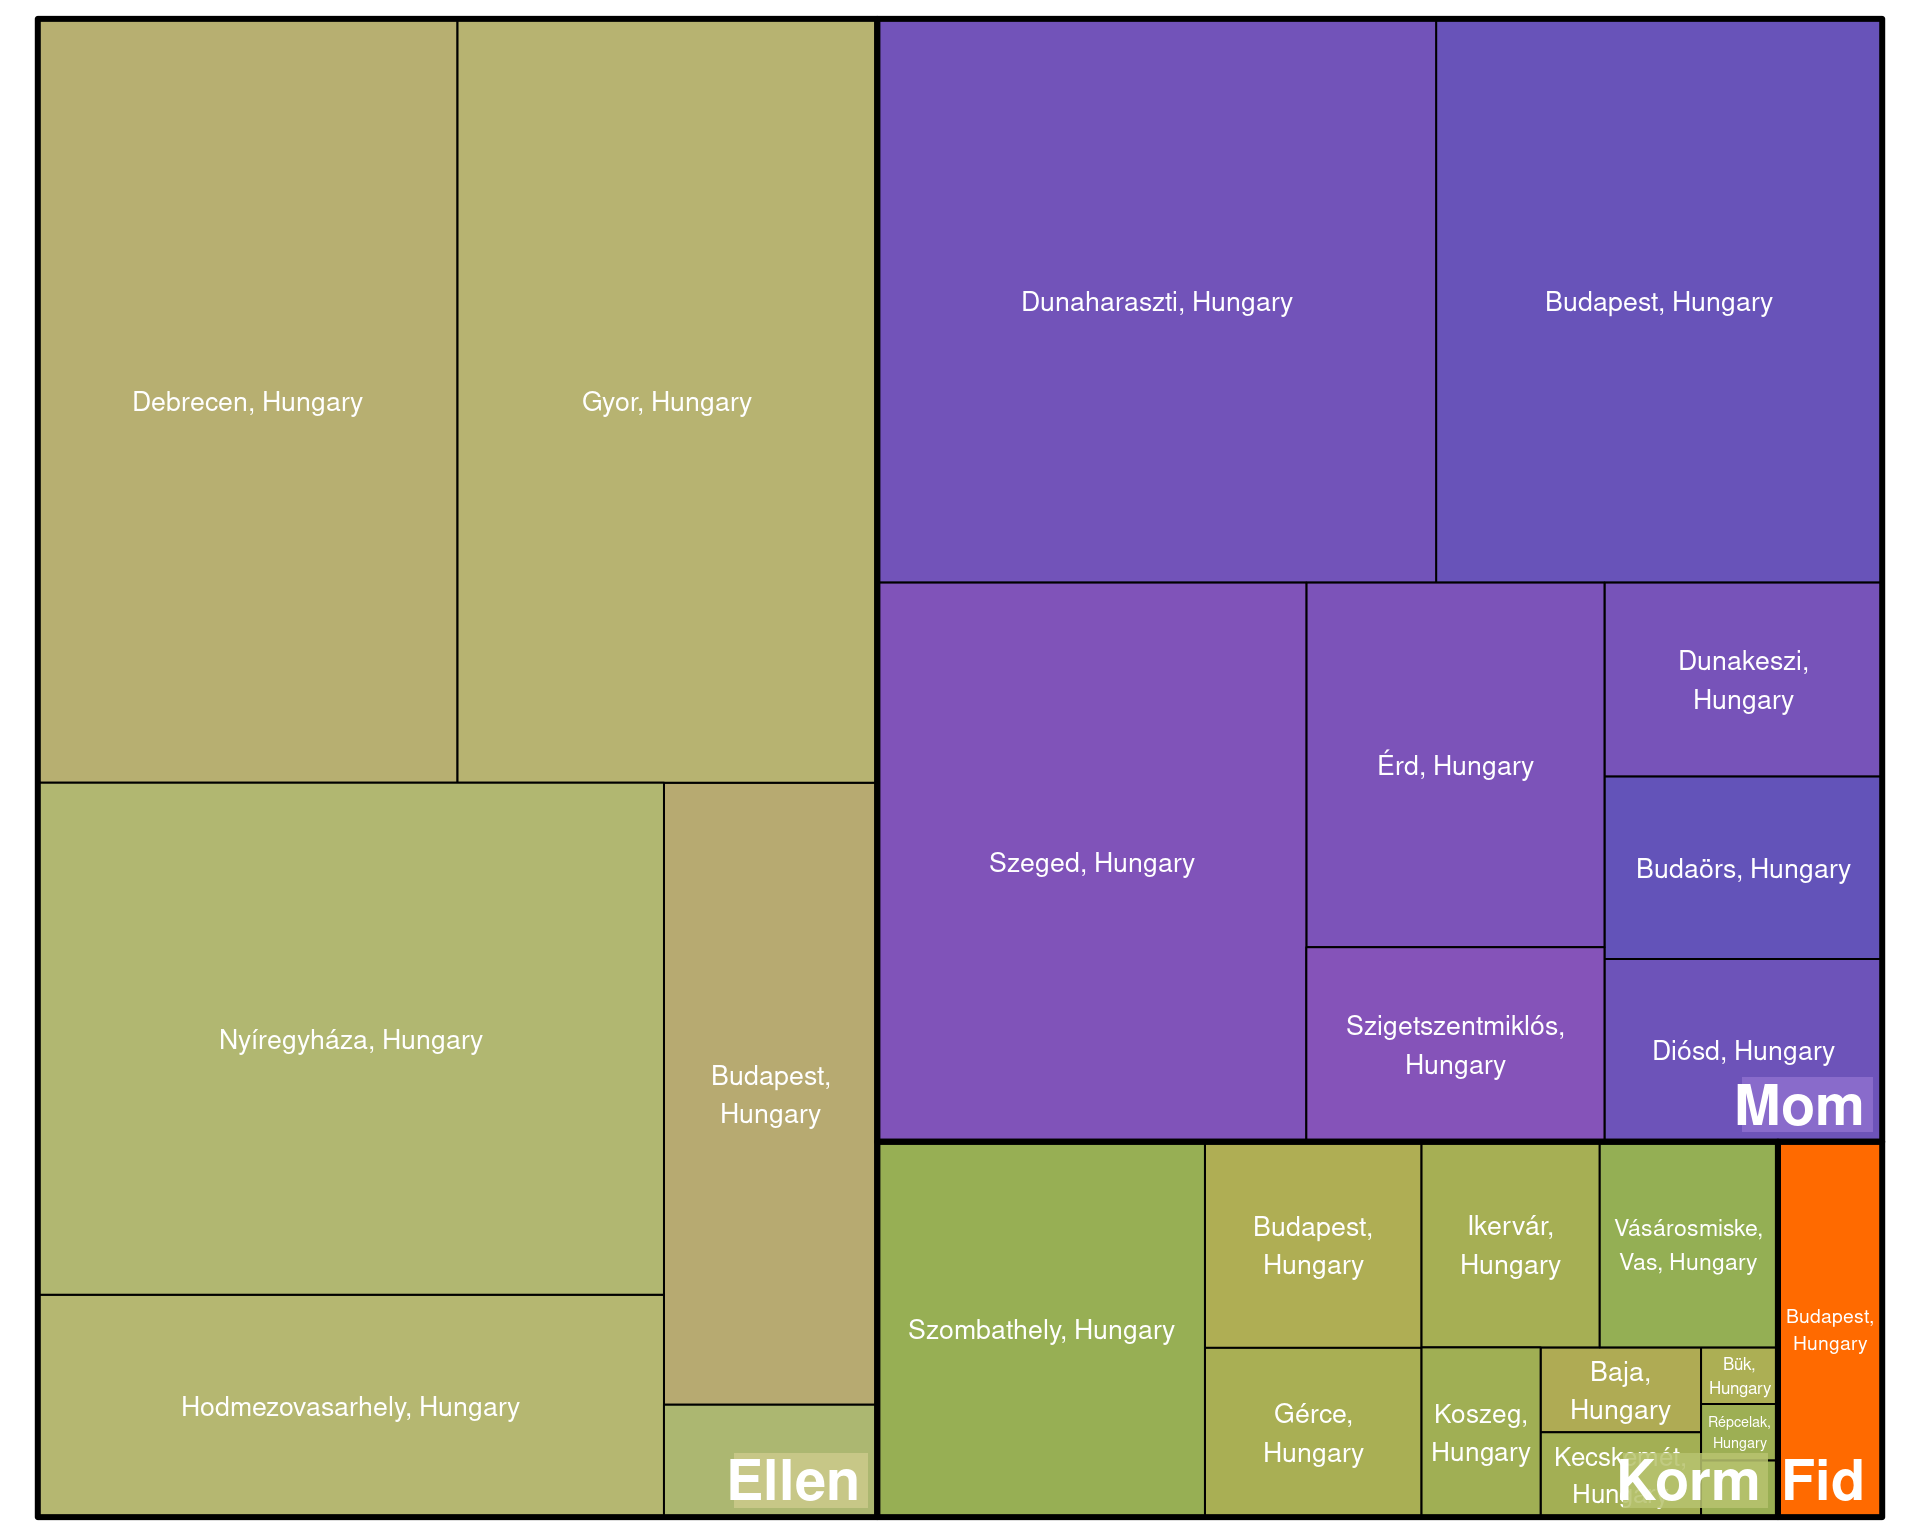 Debrecen, Hungary
Gyor, Hungary
Nyíregyháza, Hungary
Budapest,
Hungary
Hodmezovasarhely, Hungary
Ellen
Dunaharaszti, Hungary
Budapest, Hungary
Szeged, Hungary
Érd, Hungary
Dunakeszi,
Hungary
Budaörs, Hungary
Szigetszentmiklós,
Hungary
Diósd, Hungary
Mom
Szombathely, Hungary
Budapest,
Hungary
Ikervár,
Hungary
Vásárosmiske,
Vas, Hungary
Gérce,
Hungary
Koszeg,
Hungary
Baja,
Hungary
Kecskemét,
Hungary
Bük,
Hungary
Répcelak,
Hungary
Korm
Budapest,
Hungary
Fid